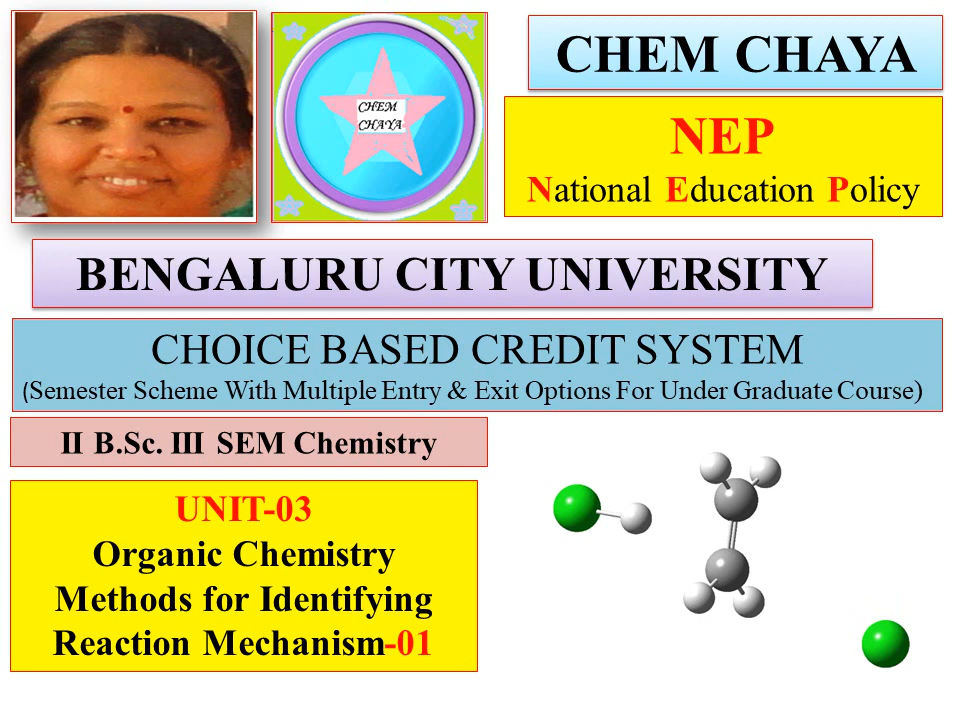 CHEM
CHAYA
CHEM CHAYA
NEP
National Education Policy
BENGALURU CITY UNIVERSITY
CHOICE BASED CREDIT SYSTEM
(Semester Scheme With Multiple Entry & Exit Options For Under Graduate Course)
II B.Sc. III SEM Chemistry
UNIT-03
Organic Chemistry
Methods for Identifying
Reaction Mechanism-01